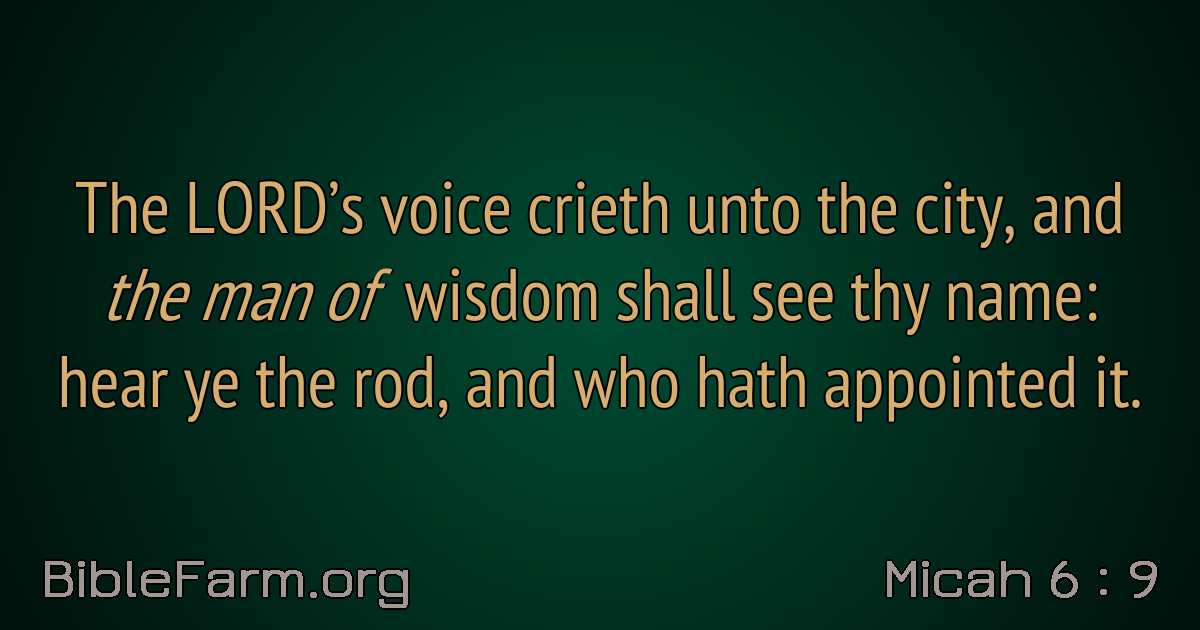 The LORD’s voice crieth unto the city, and
the man of wisdom shall see thy name:
hear ye the rod, and who hath appointed it.
BibleFarm.org
Micah 6 : 9